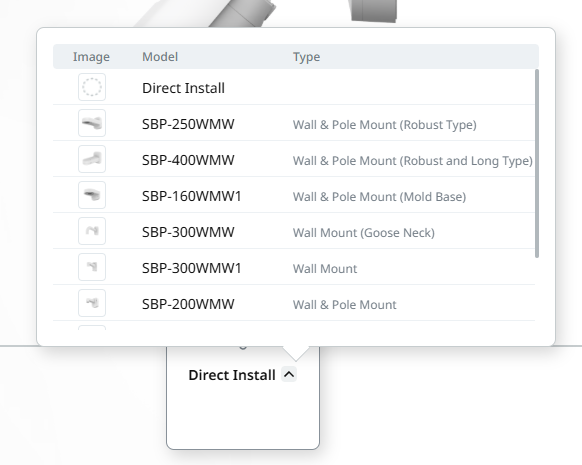 Image Model Type
Direct Install
SBP-250WMW Wall & Pole Mount (Robust Type)
SBP-400WMW Wall & Pole Mount (Robust and Long Type)
SBP-160WMW1 Wall & Pole Mount (Mold Base)
SBP-300WMW Wall Mount (Goose Neck)
SBP-300WMW1 Wall Mount
SBP-200WMW Wall & Pole Mount
Direct Install